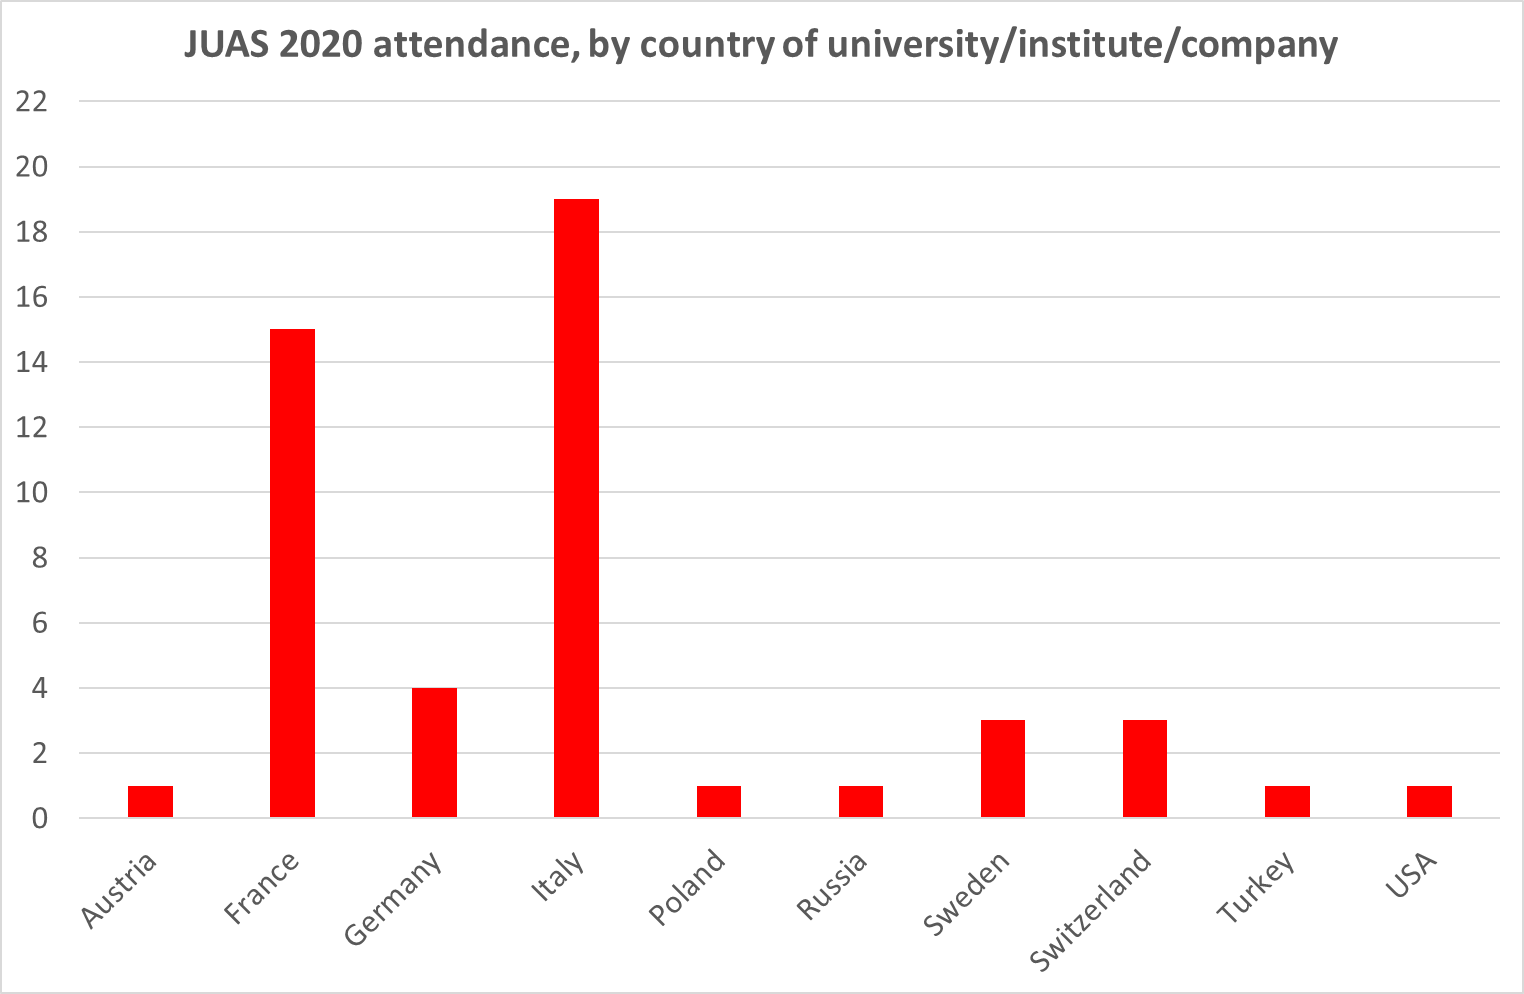 JUAS 2020 attendance, by country of university/institute/company
22
20
18
16
14
12
10
8
6
4
2
0
Austria
France
Germany
Italy
Poland
Russia
Sweden
Switzerland
Turkey
USA